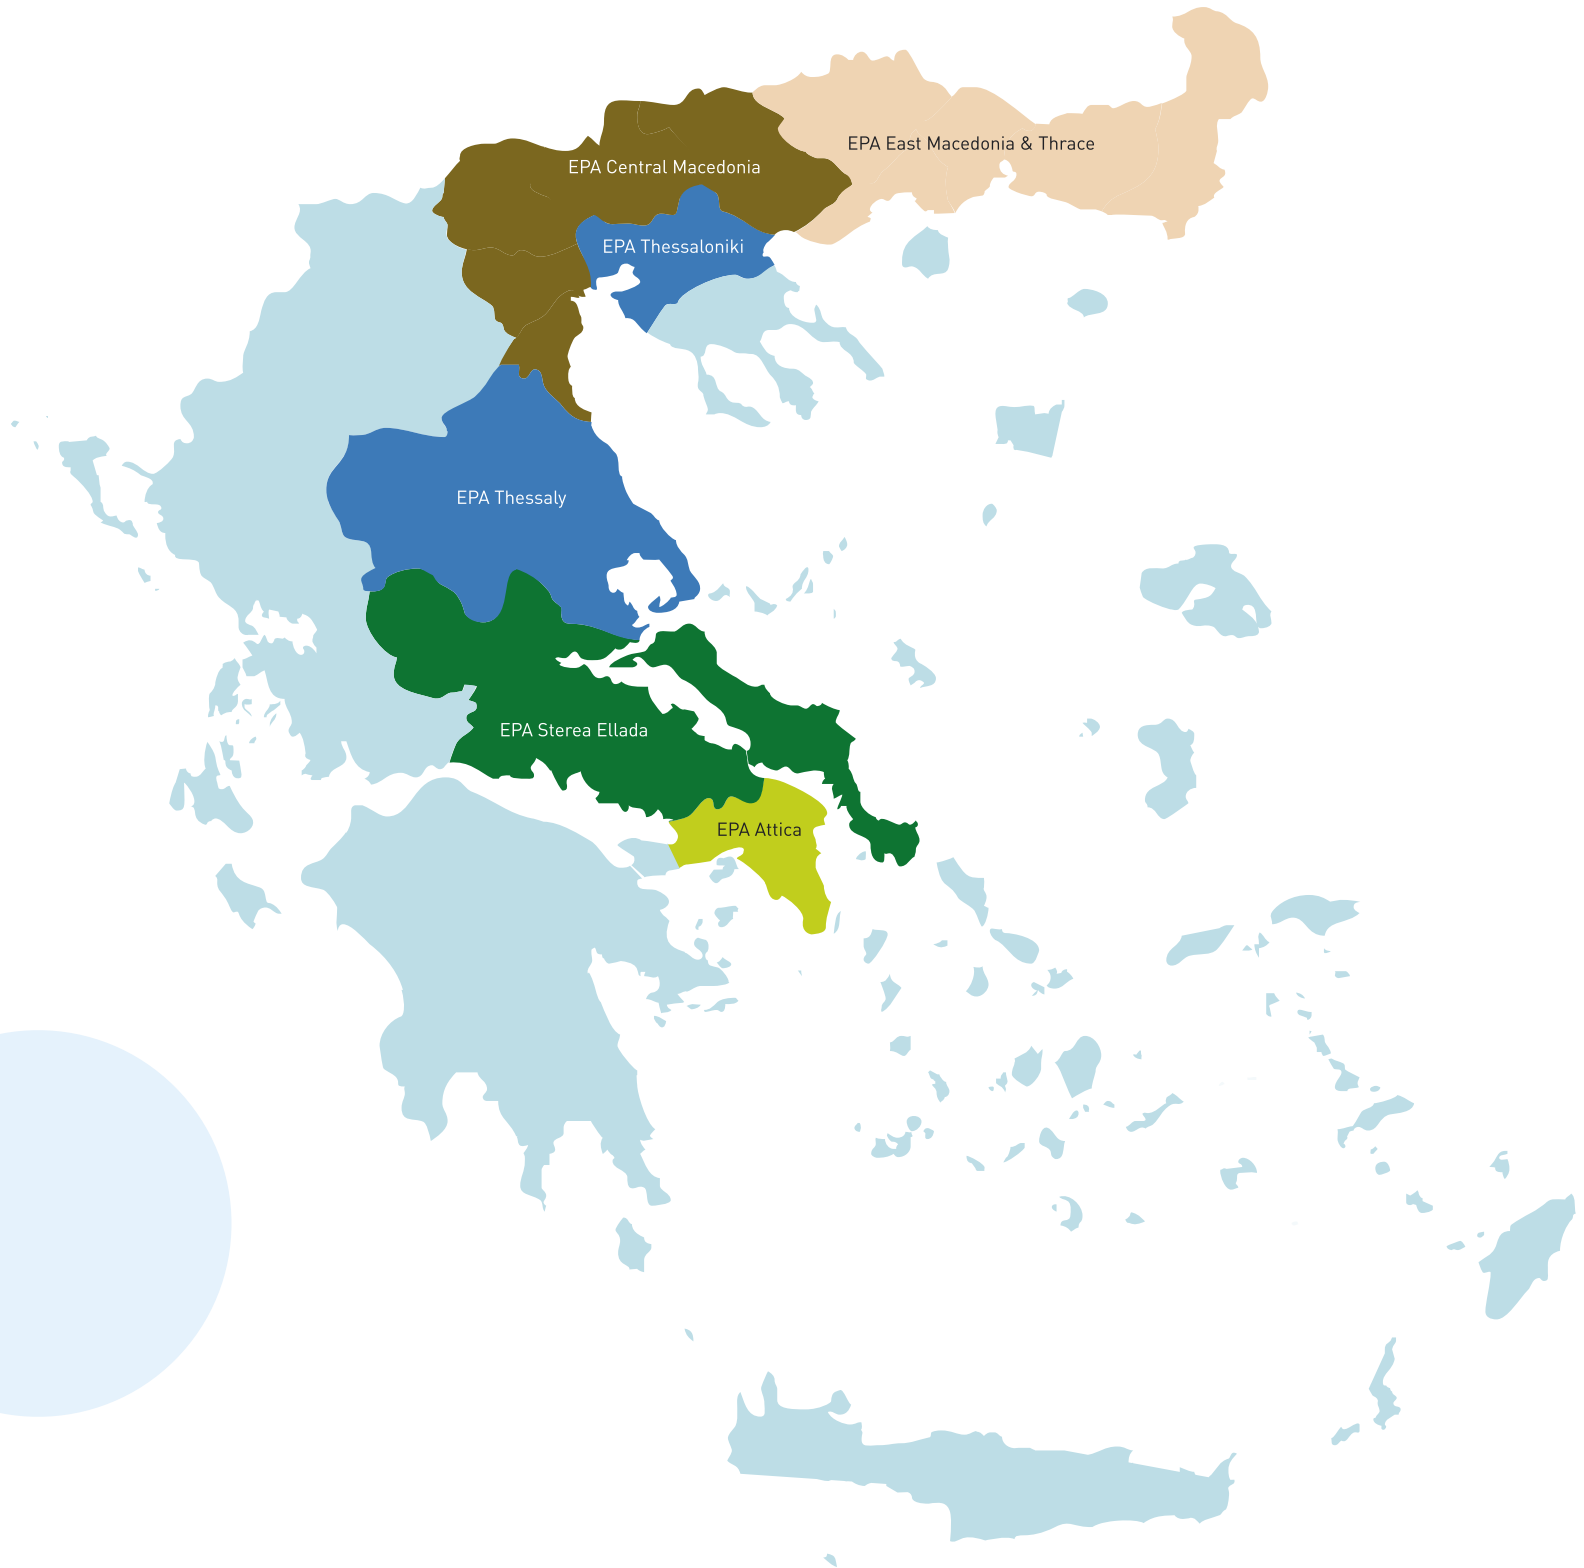 EPA East Macedonia & Thrace
EPA Central Macedonia
EPA Thessaloniki
EPA Thessaly
EPA Sterea Ellada
EPA Attica